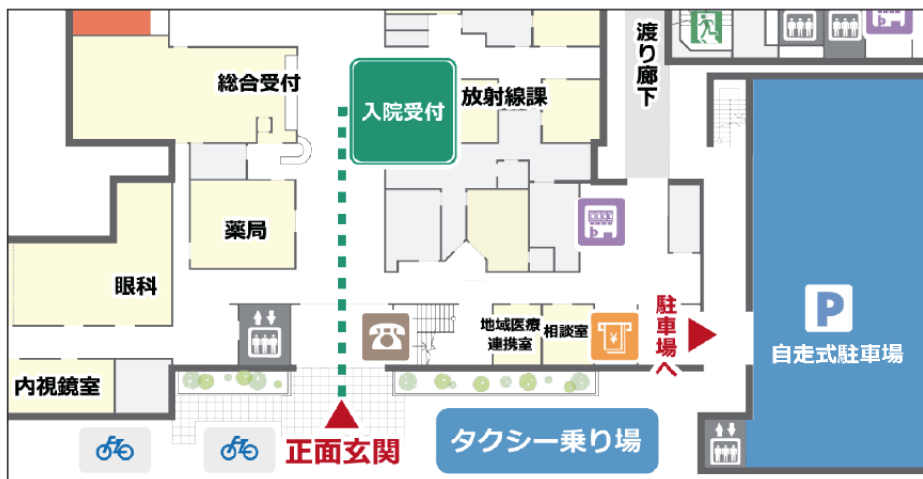 総合受付
入院受付
放射線課
渡り廊下
薬局
眼科
地域医療
連携室
相談室
¥
駐車場へ
P
自走式駐車場
内視鏡室
正面玄関
タクシー乗り場